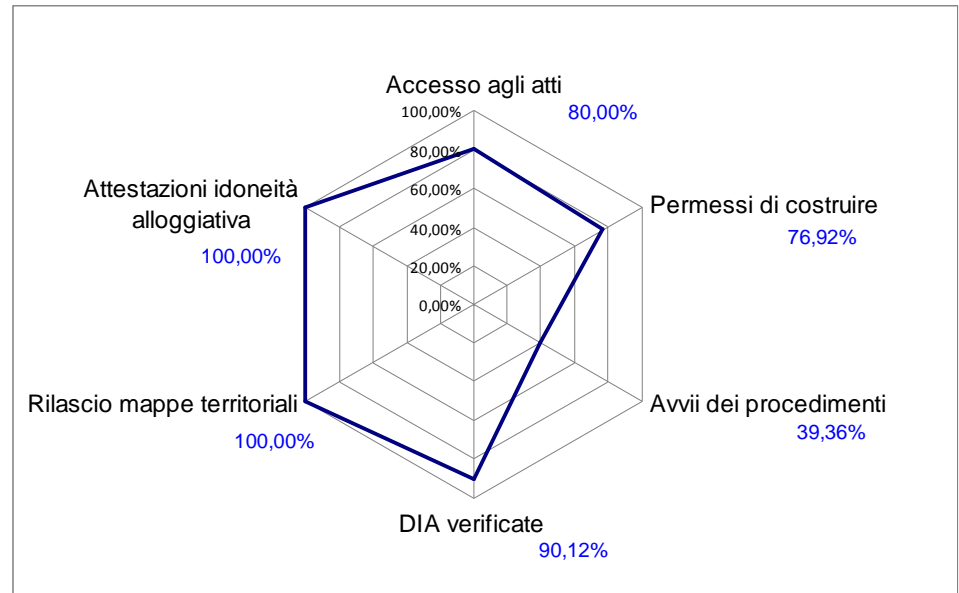 Accesso agli atti
80,00%
100,00%
80,00%
60,00%
40,00%
20,00%
0,00%
Permessi di costruire
76,92%
Avvii dei procedimenti
39,36%
DIA verificate
90,12%
Rilascio mappe territoriali
100,00%
Attestazioni idoneità
alloggiativa
100,00%